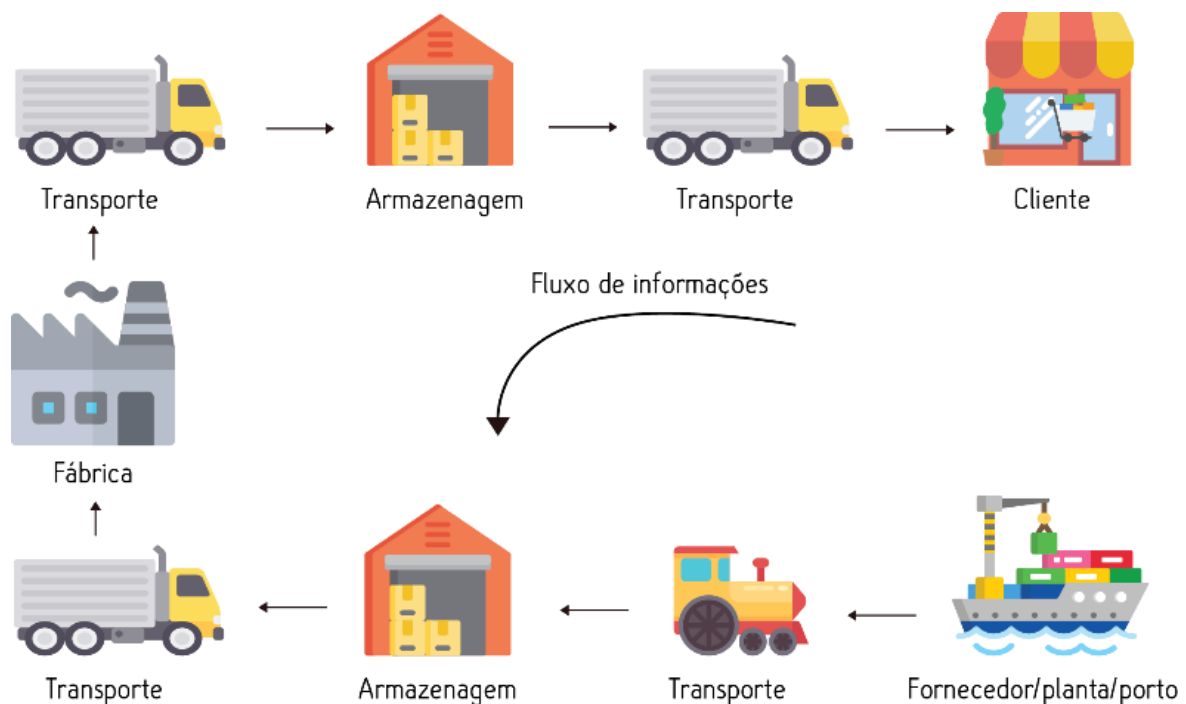 Transporte
Armazenagem
Transporte
Cliente
Fluxo de informações
Fábrica
Transporte
Armazenagem
Transporte
Fornecedor/planta/porto